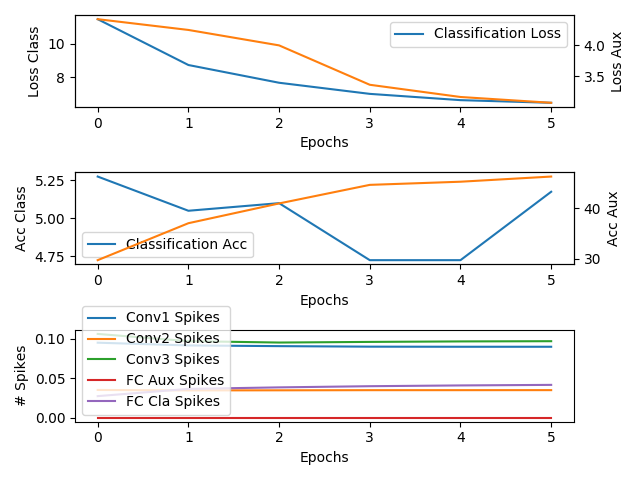 Classification Loss
Loss Class
Loss Aux
10
8
4.0
3.5
0 1 2 3 4 5
Epochs
Classification Acc
Acc Class
Acc Aux
5.25
5.00
4.75
40
30
0 1 2 3 4 5
Epochs
Conv1 Spikes
Conv2 Spikes
Conv3 Spikes
FC Aux Spikes
FC Cla Spikes
# Spikes
0.10
0.05
0.00
0 1 2 3 4 5
Epochs